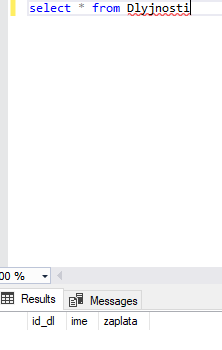 select * from Dlyjnosti
00 %
Results Messages
id_dl ime zaplata